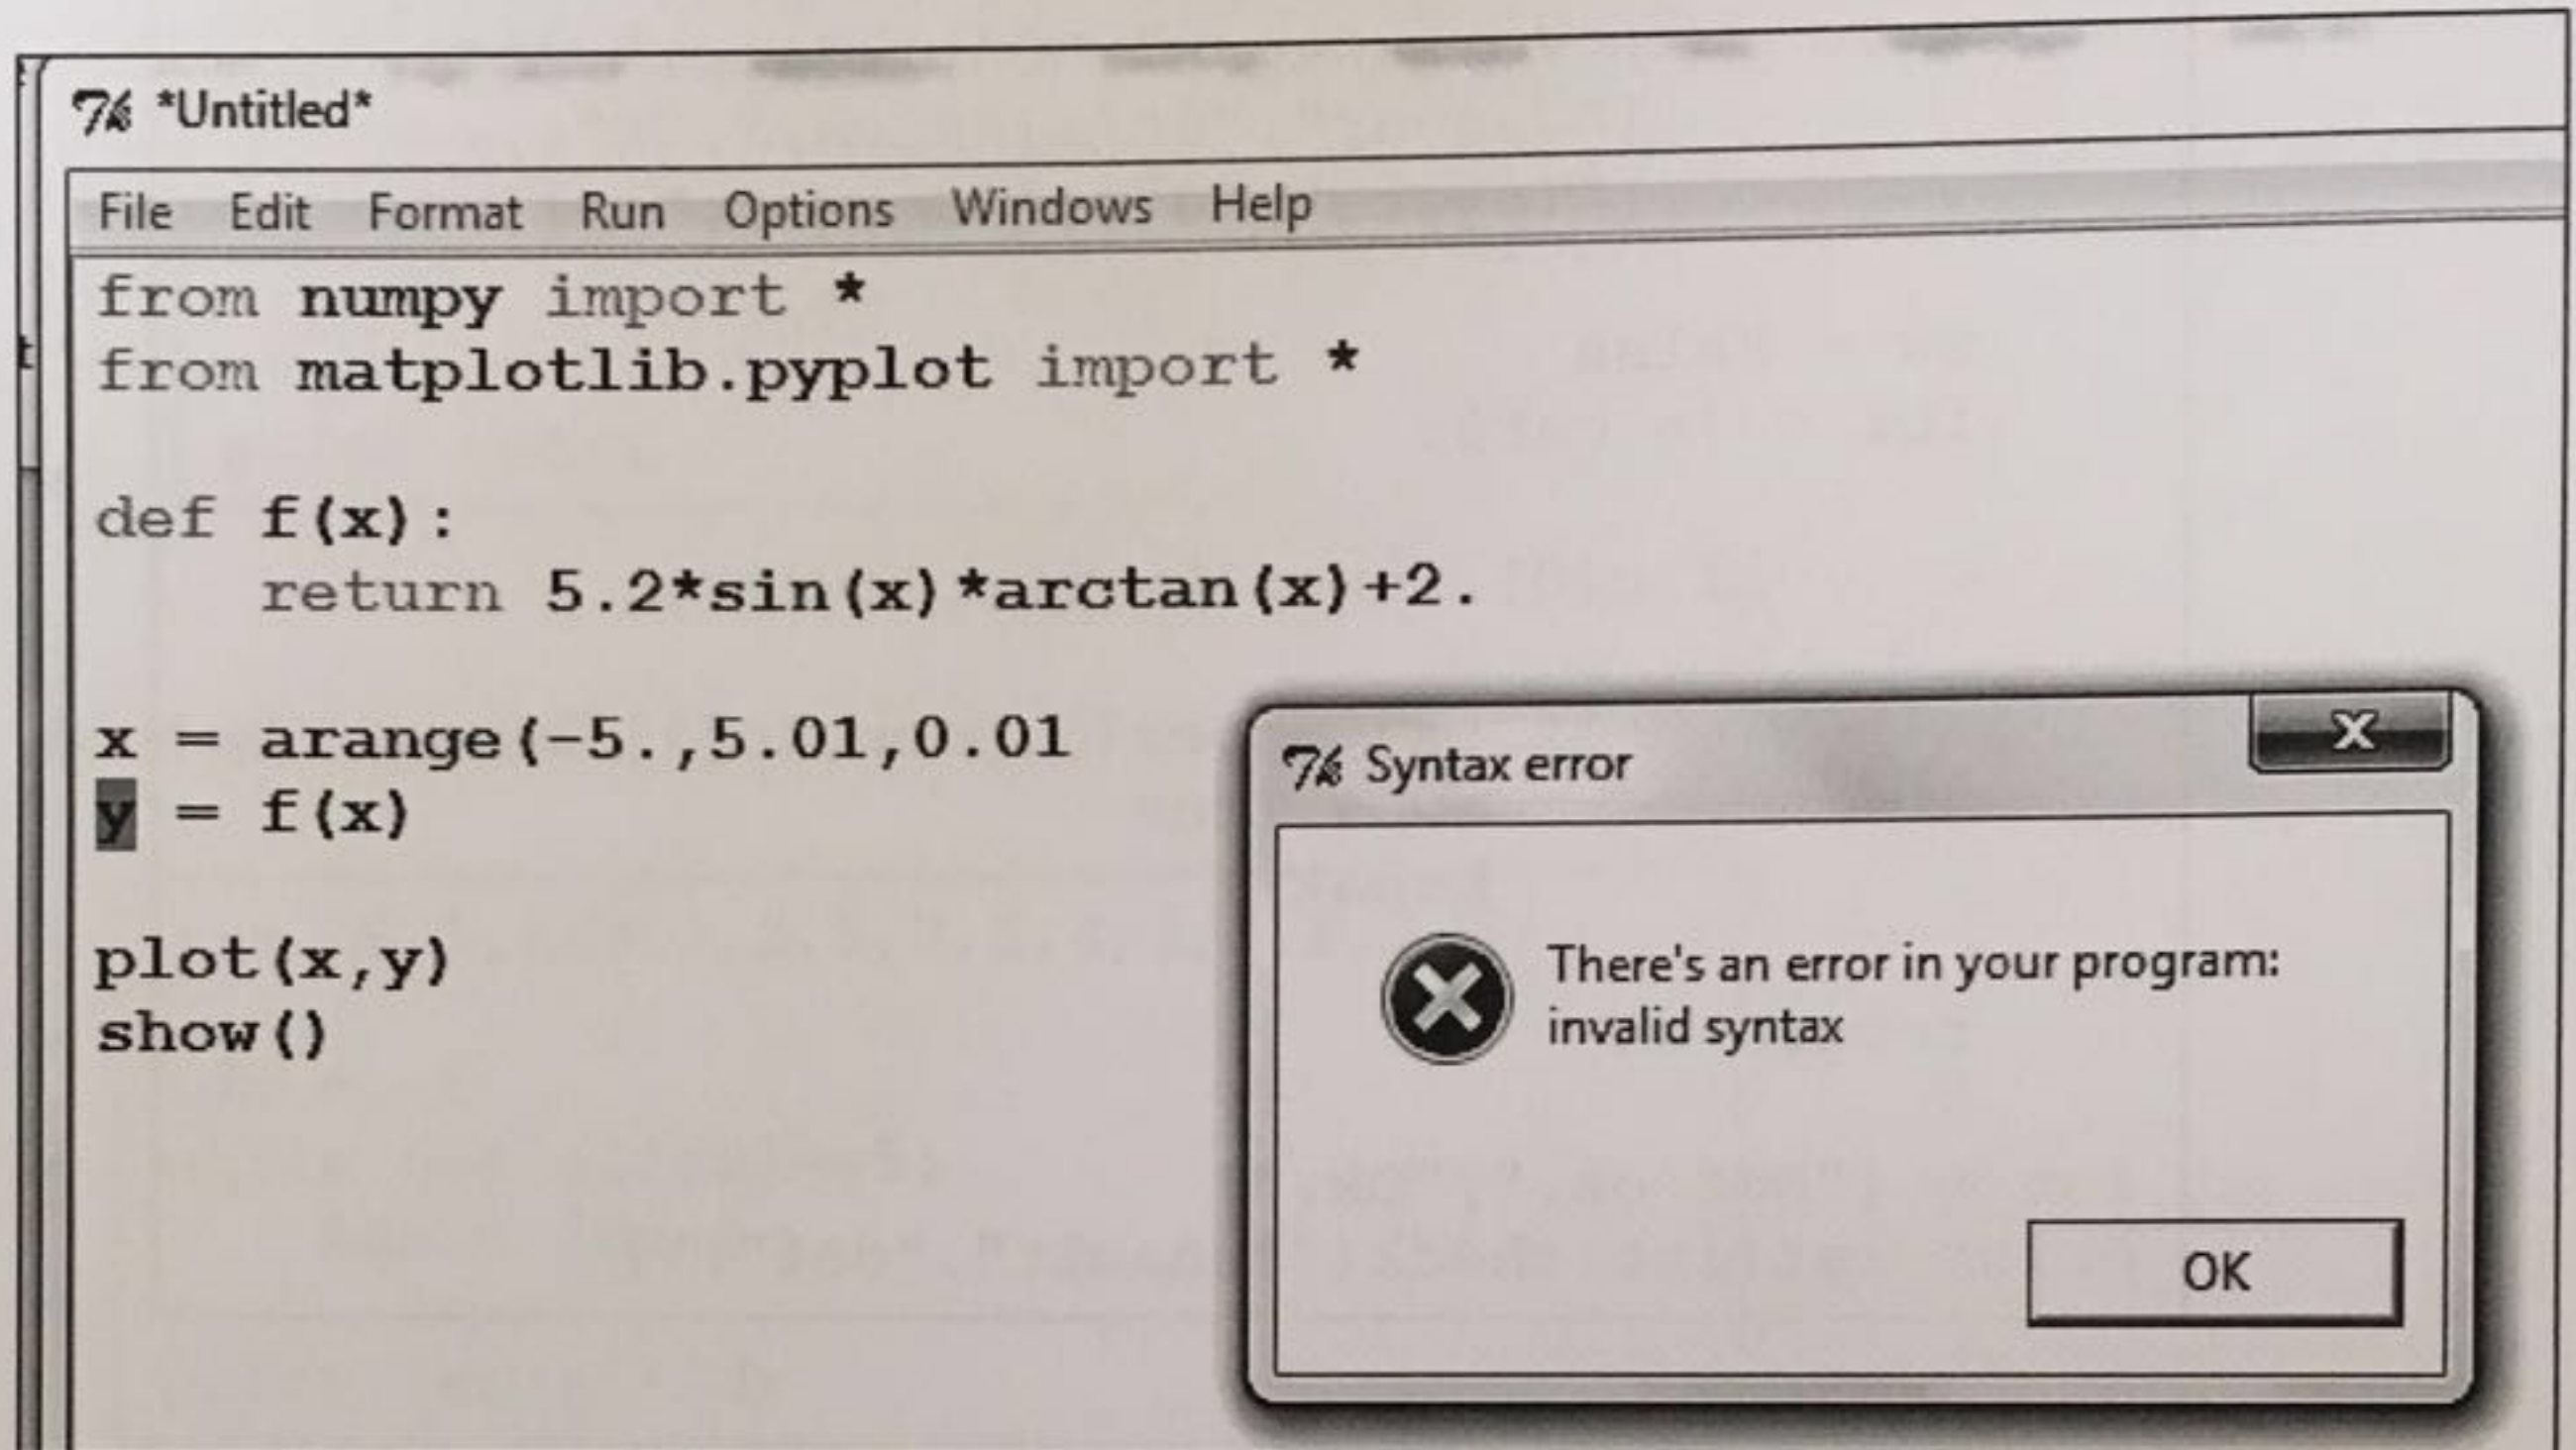 *Untitled*
File Edit Format Run Options Windows Help
from numpy import *
from matplotlib.pyplot import *
def f(x):
    return 5.2*sin(x)*arctan(x)+2.
x = arange(-5.,5.01,0.01
y = f(x)
plot(x,y)
show()
Syntax error
There's an error in your program:
invalid syntax
OK